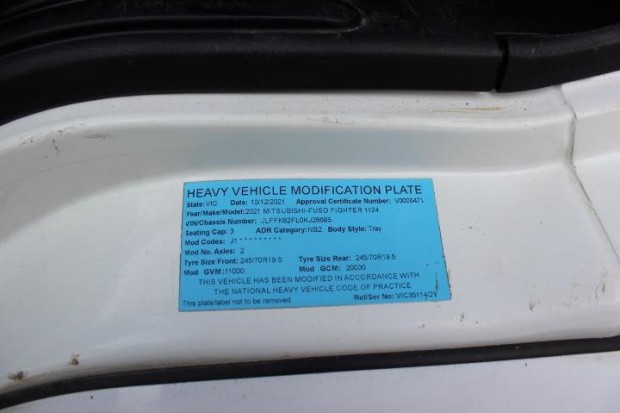 HEAVY VEHICLE MODIFICATION PLATE
State: VIC 10/12/2021 Approval Certificate Number: V0008471
Year/Make/Model: 2021 MITSUBISHI-FUSO FIGHTER 1124
VIN/Chassis Number: JLFFK62FL0KJ26695
Seating Cap: 3 ADR Category: NB2 Body Style: Tray
Mod Codes: J1 * * * * * * * * *
Mod No. Axles: 2
Tyre Size Front: 245/70R19.5 Tyre Size Rear: 245/70R19.5
Mod GVM: 11000 Mod GCM: 20000
THIS VEHICLE HAS BEEN MODIFIED IN ACCORDANCE WITH
THE NATIONAL HEAVY VEHICLE CODE OF PRACTICE
This plate/label not to be removed Ref/Ser No: VIC35114/21